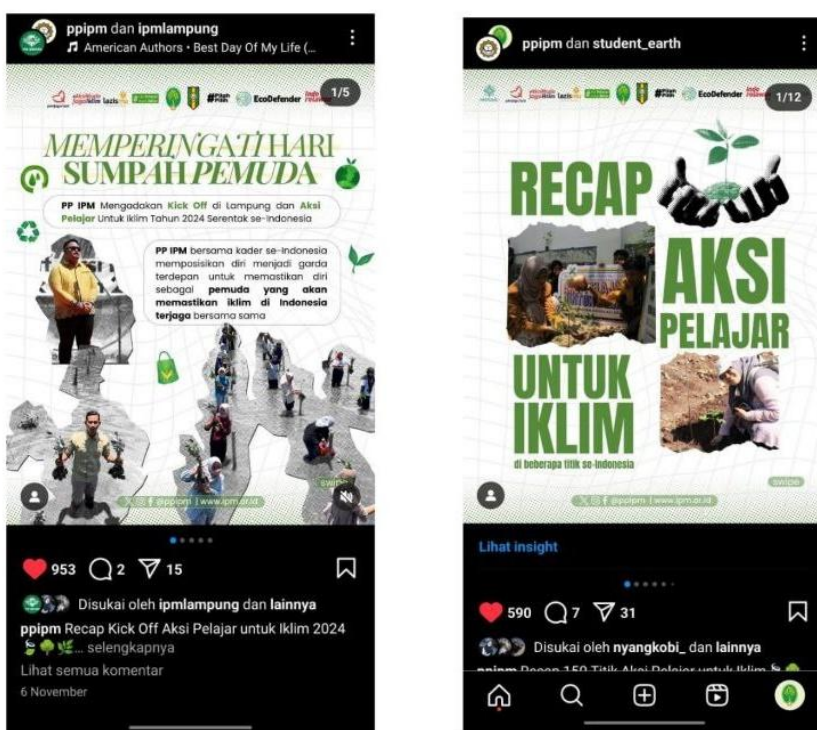 ppipm dan ipmlampung
American Authors • Best Day Of My Life (...
1/5
lazis
#Pilah
EcoDefender
MEMPERINGATI HARI
SUMPAH PEMUDA
PP IPM Mengadakan Kick Off di Lampung dan Aksi
Pelajar Untuk Iklim Tahun 2024 Serentak se-Indonesia
PP IPM bersama kader se-Indonesia
memposisikan diri menjadi garda
terdepan untuk memastikan diri
sebagai pemuda yang akan
memastikan iklim di Indonesia
terjaga bersama sama
swipe
@ppipm | www.ipm.or.id
953 2 15
Disukai oleh ipmlampung dan lainnya
ppipm Recap Kick Off Aksi Pelajar untuk Iklim 2024
... selengkapnya
Lihat semua komentar
6 November
ppipm dan student_earth
1/12
lazis
EcoDefender
RECAP
AKSI
PELAJAR
UNTUK
IKLIM
di beberapa titik se-Indonesia
swipe
@ppipm | www.ipm.or.id
Lihat insight
590 7 31
Disukai oleh nyangkobi_ dan lainnya
ppipm Recap 150 Titik Aksi Pelajar untuk Iklim